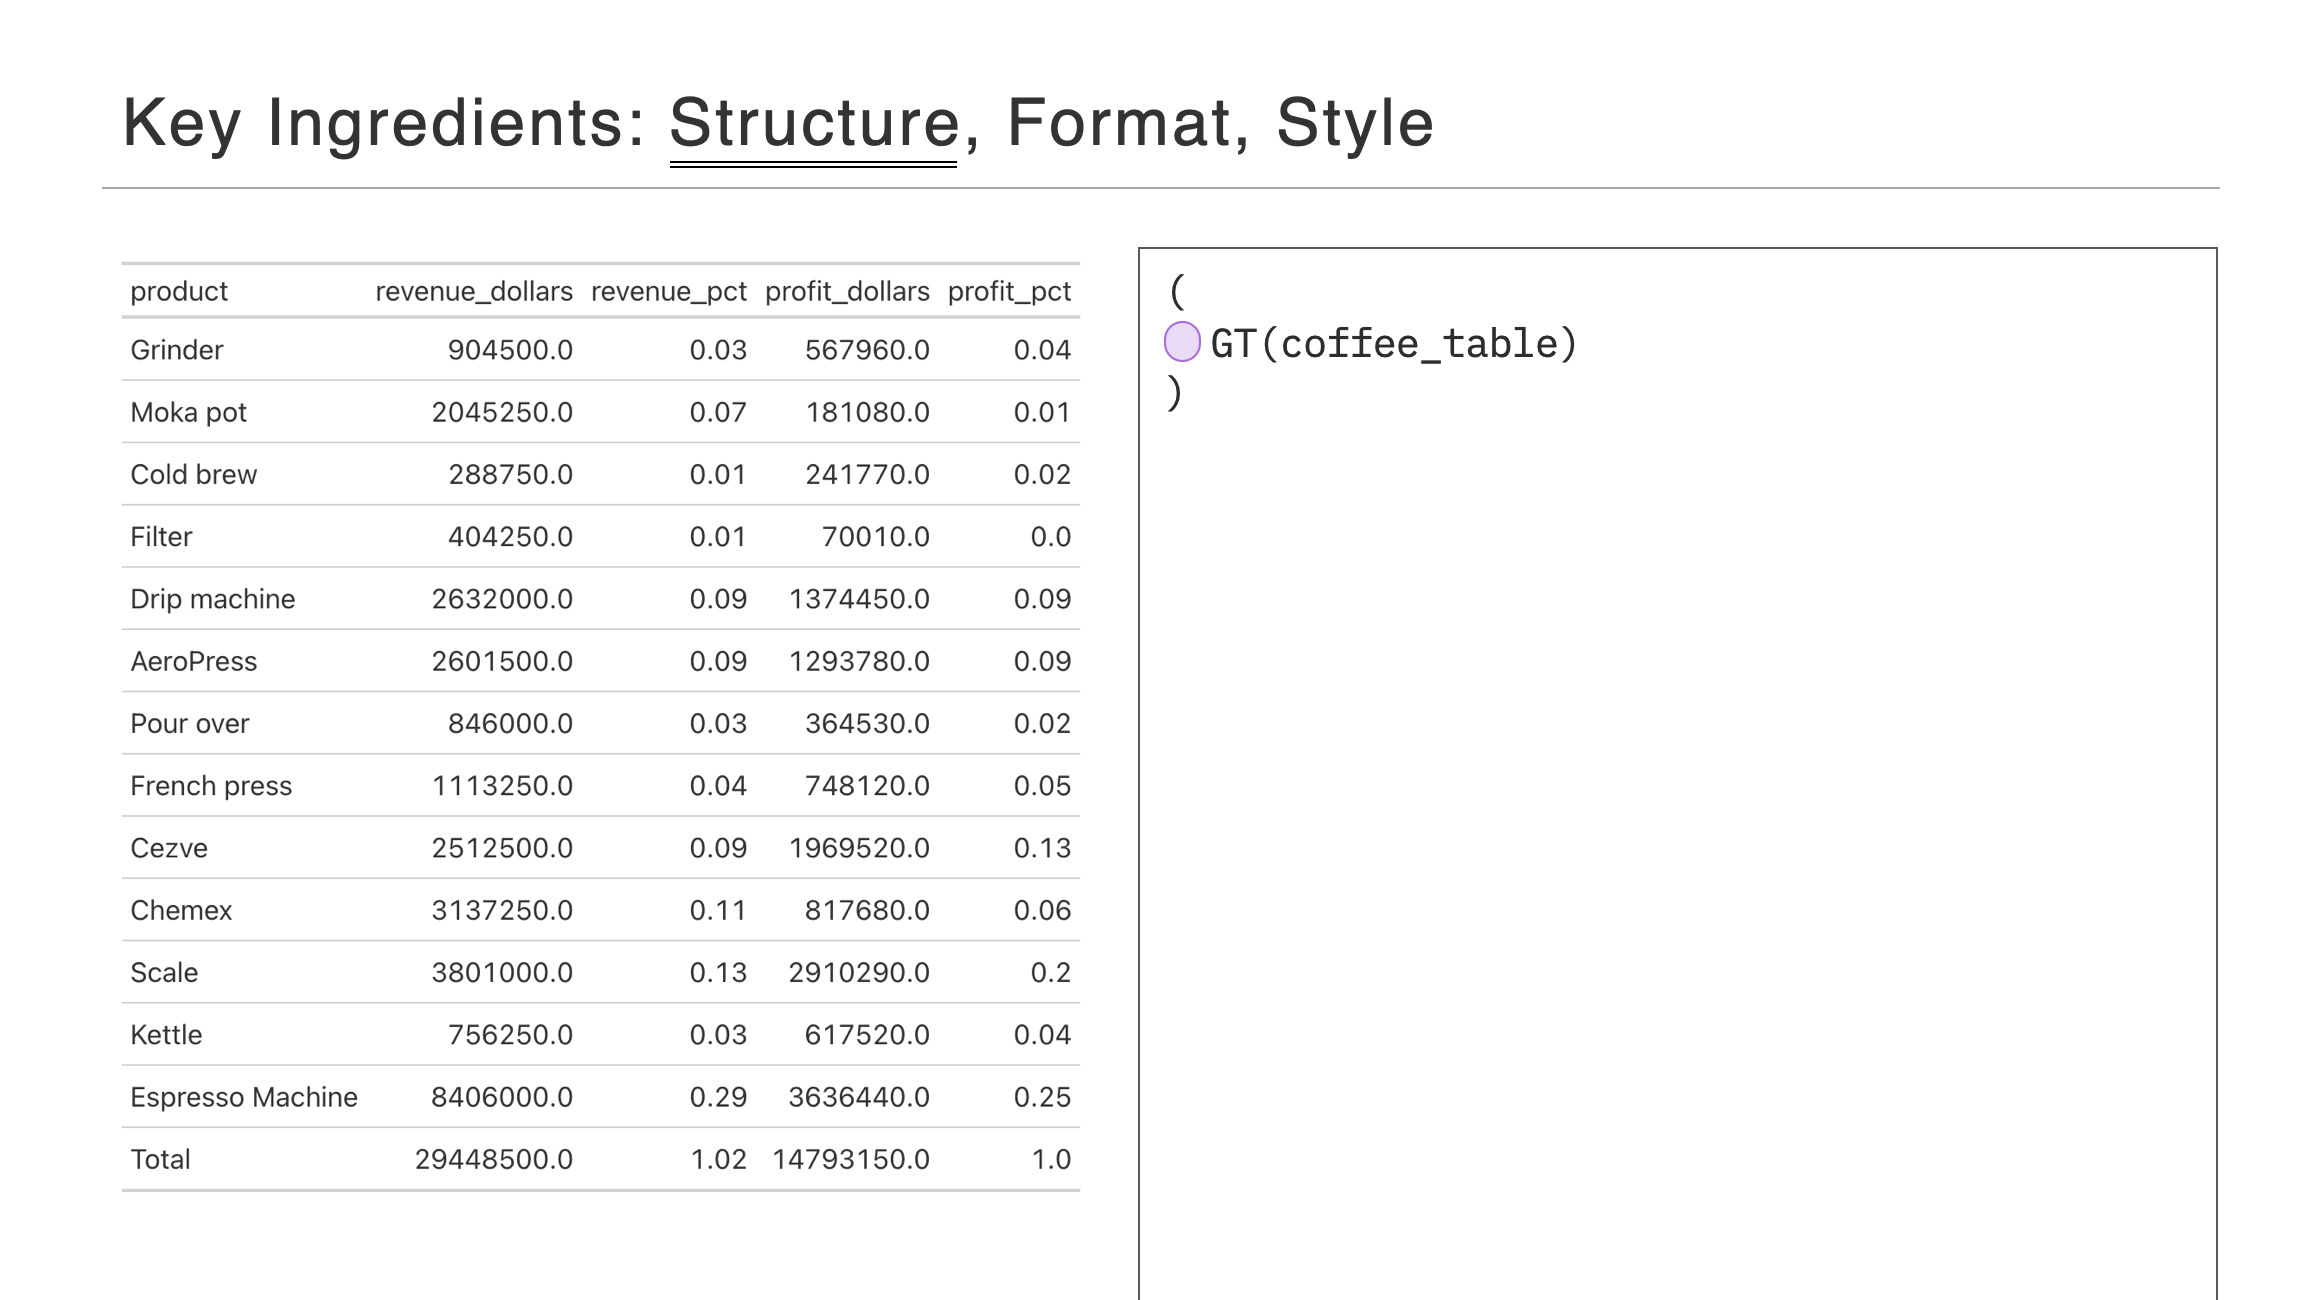 Key Ingredients: Structure, Format, Style
product revenue_dollars revenue_pct profit_dollars profit_pct
Grinder 904500.0 0.03 567960.0 0.04
Moka pot 2045250.0 0.07 181080.0 0.01
Cold brew 288750.0 0.01 241770.0 0.02
Filter 404250.0 0.01 70010.0 0.0
Drip machine 2632000.0 0.09 1374450.0 0.09
AeroPress 2601500.0 0.09 1293780.0 0.09
Pour over 846000.0 0.03 364530.0 0.02
French press 1113250.0 0.04 748120.0 0.05
Cezve 2512500.0 0.09 1969520.0 0.13
Chemex 3137250.0 0.11 817680.0 0.06
Scale 3801000.0 0.13 2910290.0 0.2
Kettle 756250.0 0.03 617520.0 0.04
Espresso Machine 8406000.0 0.29 3636440.0 0.25
Total 29448500.0 1.02 14793150.0 1.0
(
GT(coffee_table)
)